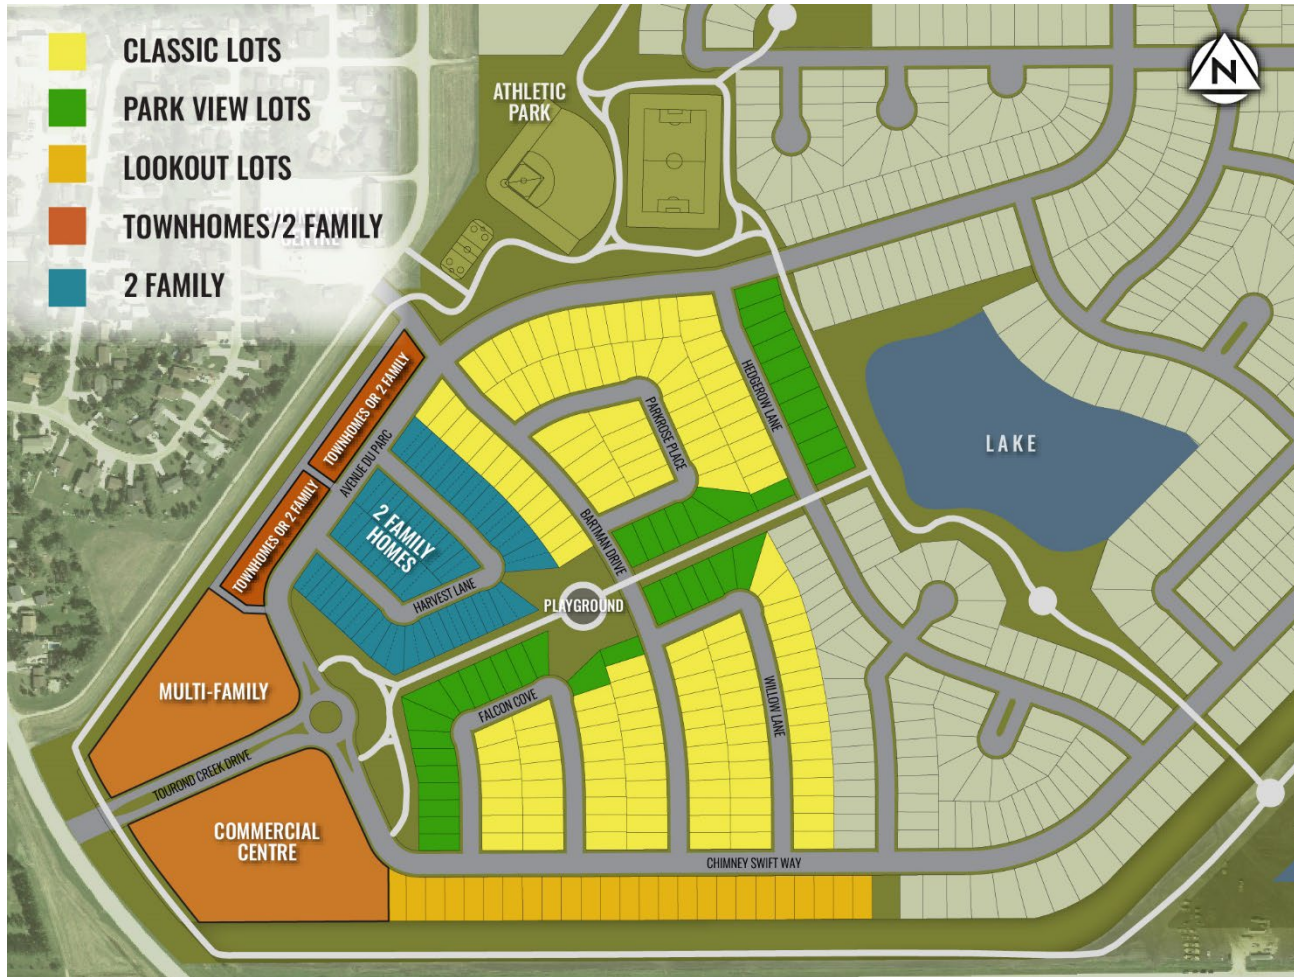 CLASSIC LOTS
PARK VIEW LOTS
LOOKOUT LOTS
TOWNHOMES/2 FAMILY
2 FAMILY
N
ATHLETIC
PARK
LAKE
TOWNHOMES OR 2 FAMILY
TOWNHOMES OR 2 FAMILY
AVENUE DU PARC
2 FAMILY
HOMES
HARVEST LANE
PARKROSE PLACE
HEDGEROW LANE
BARTMAN DRIVE
PLAYGROUND
MULTI-FAMILY
FALCON COVE
WILLOW LANE
TOUROND CREEK DRIVE
COMMERCIAL
CENTRE
CHIMNEY SWIFT WAY